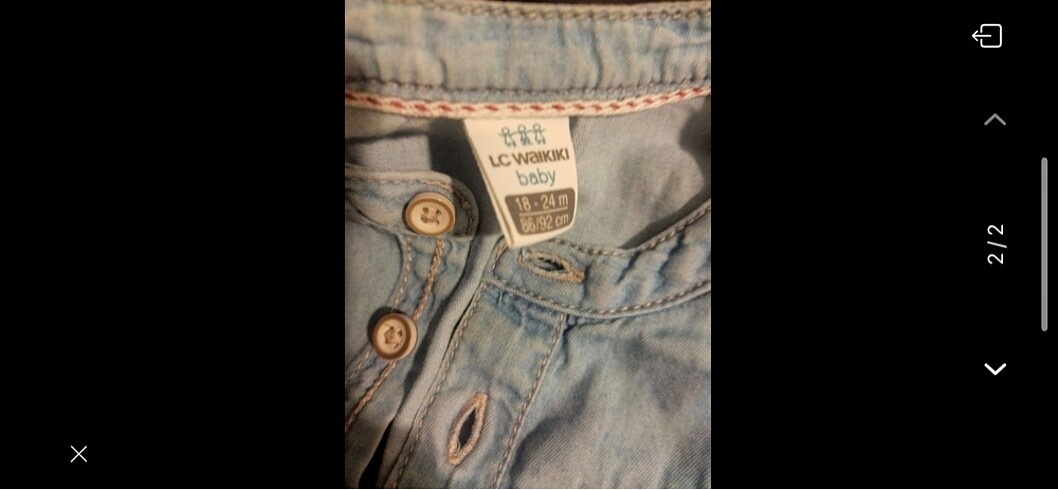 LC WAIKIKI
baby
18 - 24 m
86/92 cm
2/2